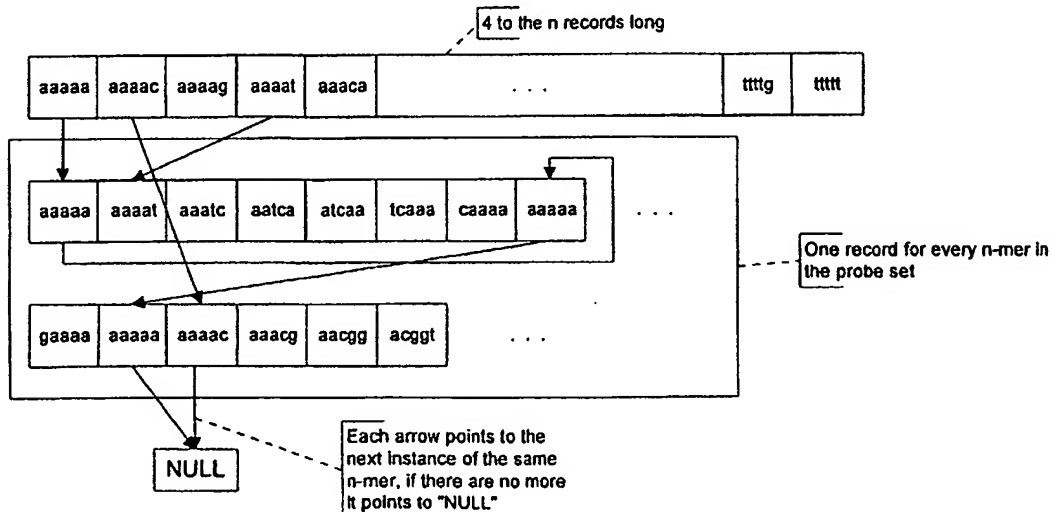 4 to the n records long
aaaaa aaaac aaaag aaaat aaaca . . . ttttg ttttt
aaaaa aaaat aaatc aatca atcaa tcaaa caaaa aaaaa . . .
One record for every n-mer in
the probe set
gaaaa aaaaa aaaac aaacg aacgg acggt . . .
Each arrow points to the
next instance of the same
n-mer, if there are no more
it points to "NULL"
NULL